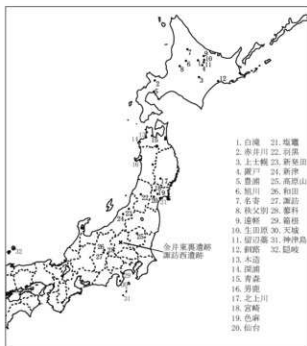 金井東裏遺跡
諏訪西遺跡
1. 白滝 21. 塩竈
2. 赤井川 22. 羽黒
3. 上士幌 23. 新発田
4. 置戸 24. 新津
5. 豊浦 25. 高原山
6. 旭川 26. 和田
7. 名寄 27. 諏訪
8. 秩父別 28. 蓼科
9. 遠軽 29. 箱根
10. 生田原 30. 天城
11. 留辺蘂 31. 神津島
12. 釧路 32. 隠岐
13. 木造
14. 深浦
15. 青森
16. 男鹿
17. 北上川
18. 宮崎
19. 色麻
20. 仙台